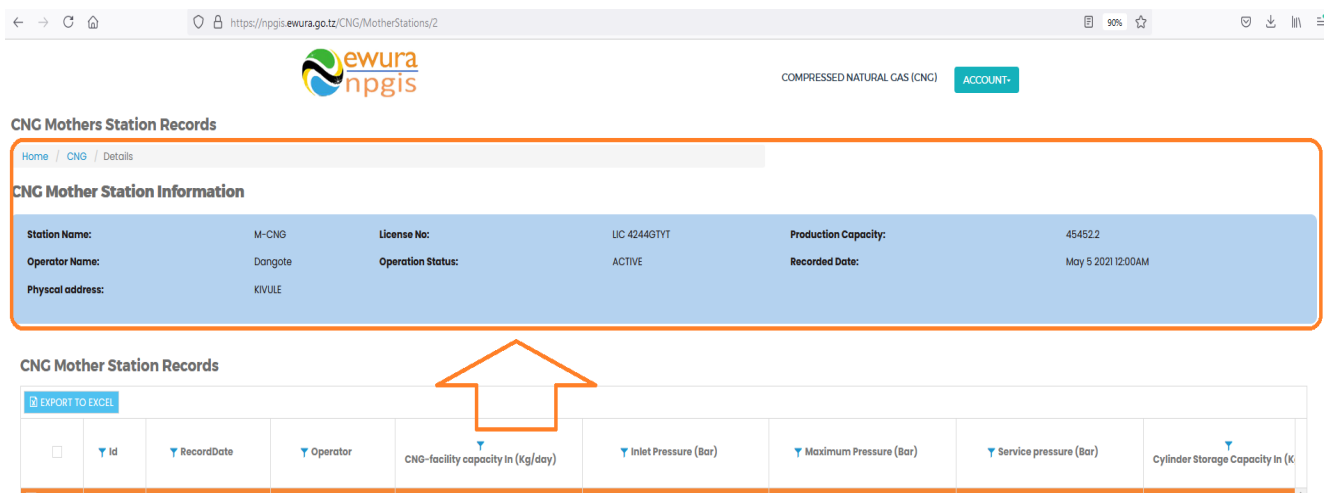 https://npgis.ewura.go.tz/CNG/MotherStations/2 90%
ewura
npgis
COMPRESSED NATURAL GAS (CNG) ACCOUNT
CNG Mothers Station Records
Home / CNG / Details
CNG Mother Station Information
Station Name: M-CNG License No: LIC 4244GTYT Production Capacity: 45452.2
Operator Name: Dangote Operation Status: ACTIVE Recorded Date: May 5 2021 12:00AM
Physcal address: KIVULE
CNG Mother Station Records
EXPORT TO EXCEL
Id RecordDate Operator CNG-facility capacity In (Kg/day) Inlet Pressure (Bar) Maximum Pressure (Bar) Service pressure (Bar) Cylinder Storage Capacity In (K